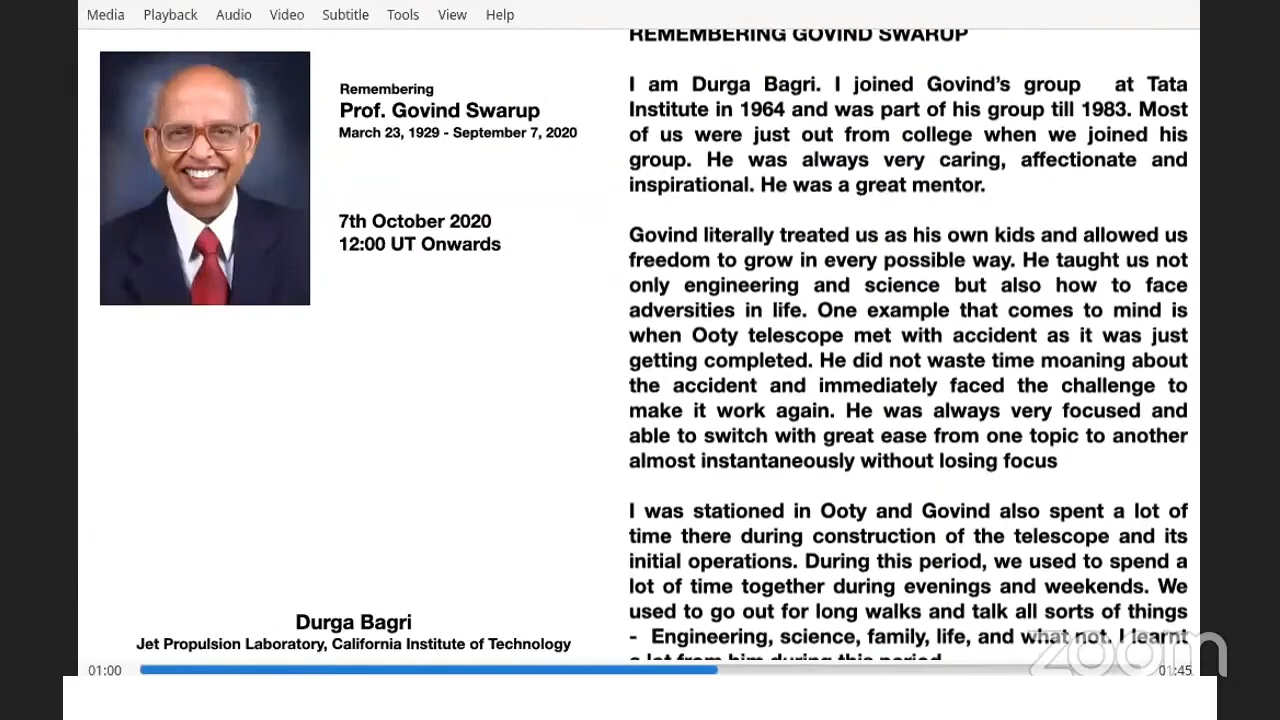 Media Playback Audio Video Subtitle Tools View Help
Remembering
Prof. Govind Swarup
March 23, 1929 - September 7, 2020
7th October 2020
12:00 UT Onwards
Durga Bagri
Jet Propulsion Laboratory, California Institute of Technology
REMEMBERING GOVIND SWARUP
I am Durga Bagri. I joined Govind's group at Tata
Institute in 1964 and was part of his group till 1983. Most
of us were just out from college when we joined his
group. He was always very caring, affectionate and
inspirational. He was a great mentor.
Govind literally treated us as his own kids and allowed us
freedom to grow in every possible way. He taught us not
only engineering and science but also how to face
adversities in life. One example that comes to mind is
when Ooty telescope met with accident as it was just
getting completed. He did not waste time moaning about
the accident and immediately faced the challenge to
make it work again. He was always very focused and
able to switch with great ease from one topic to another
almost instantaneously without losing focus
I was stationed in Ooty and Govind also spent a lot of
time there during construction of the telescope and its
initial operations. During this period, we used to spend a
lot of time together during evenings and weekends. We
used to go out for long walks and talk all sorts of things
- Engineering, science, family, life, and what not. I learnt
a lot from him during this period
zoom
01:00
01:45